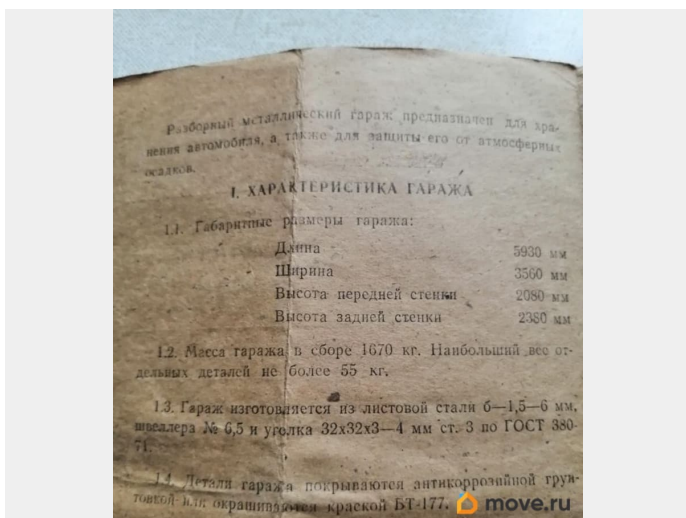 Разборный металлический гараж предназначен для хра-
нения автомобиля, а также для защиты его от атмосферных
осадков.
I. ХАРАКТЕРИСТИКА ГАРАЖА
1.1. Габаритные размеры гаража:
Длина 5930 мм
Ширина 3560 мм
Высота передней стенки 2080 мм
Высота задней стенки 2380 мм
1.2. Масса гаража в сборе 1670 кг. Наибольший вес от-
дельных деталей не более 55 кг.
1.3. Гараж изготовляется из листовой стали б—1,5—6 мм,
швеллера № 6,5 и уголка 32х32х3—4 мм ст. 3 по ГОСТ 380-
71.
1.4. Детали гаража покрываются антикоррозийной грун-
товкой или окрашиваются краской БТ-177.
move.ru